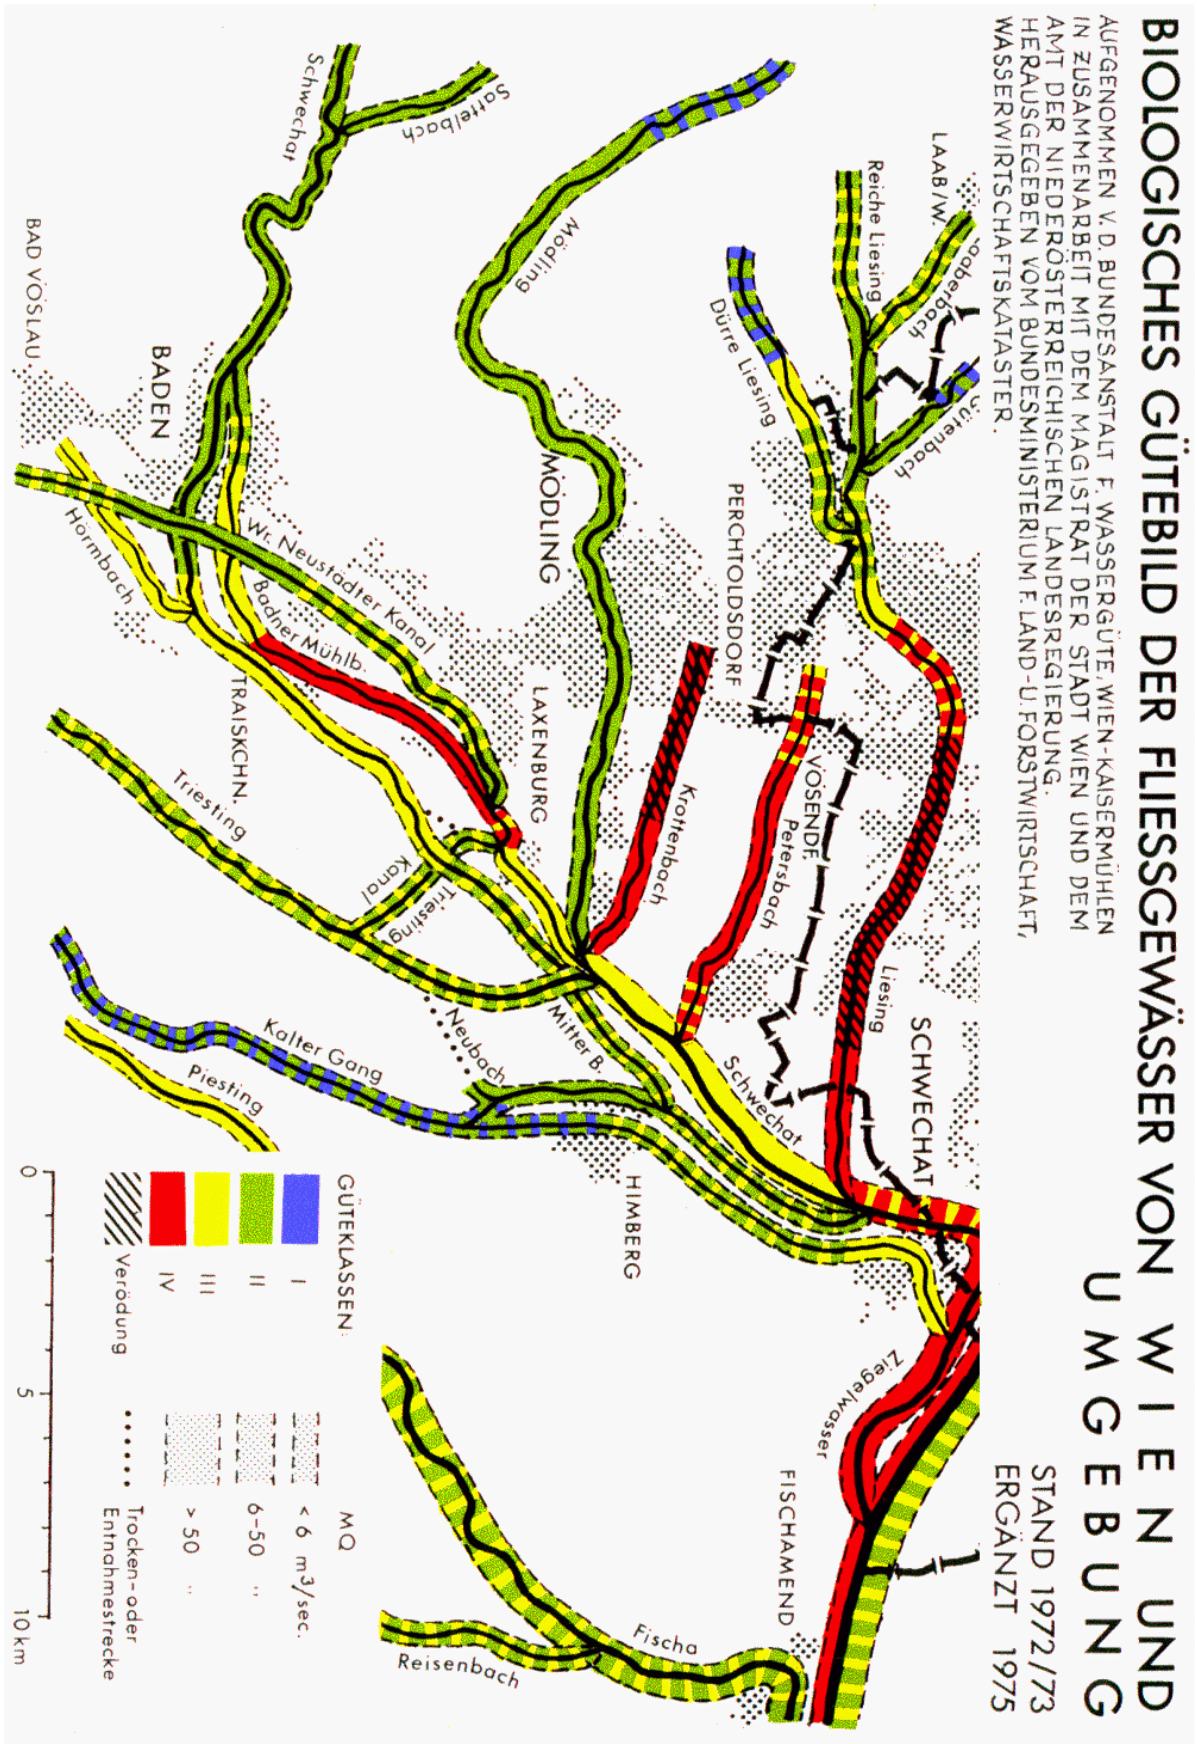 BIOLOGISCHES GÜTEBILD DER FLIESSGEWÄSSER VON WIEN UND
UMGEBUNG
AUFGENOMMEN V. D. BUNDESANSTALT F. WASSERGÜTE, WIEN-KAISERMÜHLEN
IN ZUSAMMENARBEIT MIT DEM MAGISTRAT DER STADT WIEN UND DEM
AMT DER NIEDERÖSTERREICHISCHEN LANDESREGIERUNG.
HERAUSGEGEBEN VOM BUNDESMINISTERIUM F. LAND-U. FORSTWIRTSCHAFT,
WASSERWIRTSCHAFTSKATASTER.
STAND 1972/73
ERGÄNZT 1975
LAAB/W.
Reiche Liesing
Gütenbach
Dürre Liesing
Sattelbach
Schwechat
Mödling
BAD VÖSLAU
BADEN
MÖDLING
PERCHTOLDSDORF
Hörmbach
Wr. Neustädter Kanal
Badner Mühlb.
TRAISKCHN.
LAXENBURG
Krottenbach
VÖSENDF.
Petersbach
Liesing
SCHWECHAT
Triesting
Kanal
Triesting
Mitter B.
Neubach
Schwechat
Kalter Gang
Piesting
HIMBERG
Ziegelwasser
FISCHAMEND
Fischa
Reisenbach
GÜTEKLASSEN:
I
II
III
IV
Verödung
MQ
< 6 m³/sec.
6-50 "
> 50 "
Trocken- oder
Entnahmestrecke
0 5 10 km